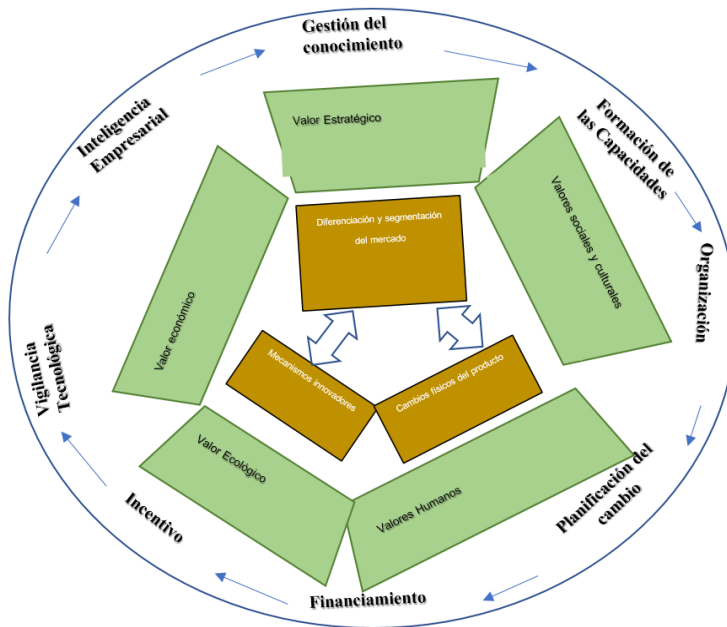 Gestión del
conocimiento
Formación de
las Capacidades
Organización
Planificación del
cambio
Financiamiento
Incentivo
Vigilancia
Tecnológica
Inteligencia
Empresarial
Valor Estratégico
Valores sociales y culturales
Valores Humanos
Valor Ecológico
Valor económico
Diferenciación y segmentación
del mercado
Mecanismos innovadores
Cambios físicos del producto